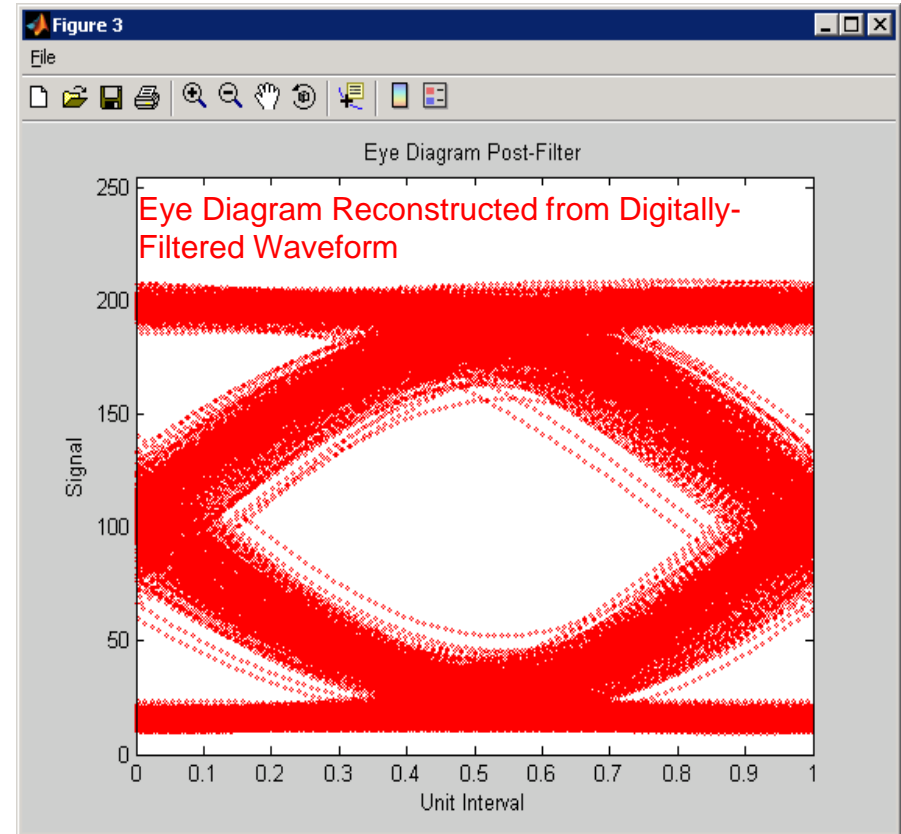 Figure 3
File
Eye Diagram Post-Filter
Eye Diagram Reconstructed from Digitally-
Filtered Waveform
250
200
150
100
50
0
Signal
0 0.1 0.2 0.3 0.4 0.5 0.6 0.7 0.8 0.9 1
Unit Interval